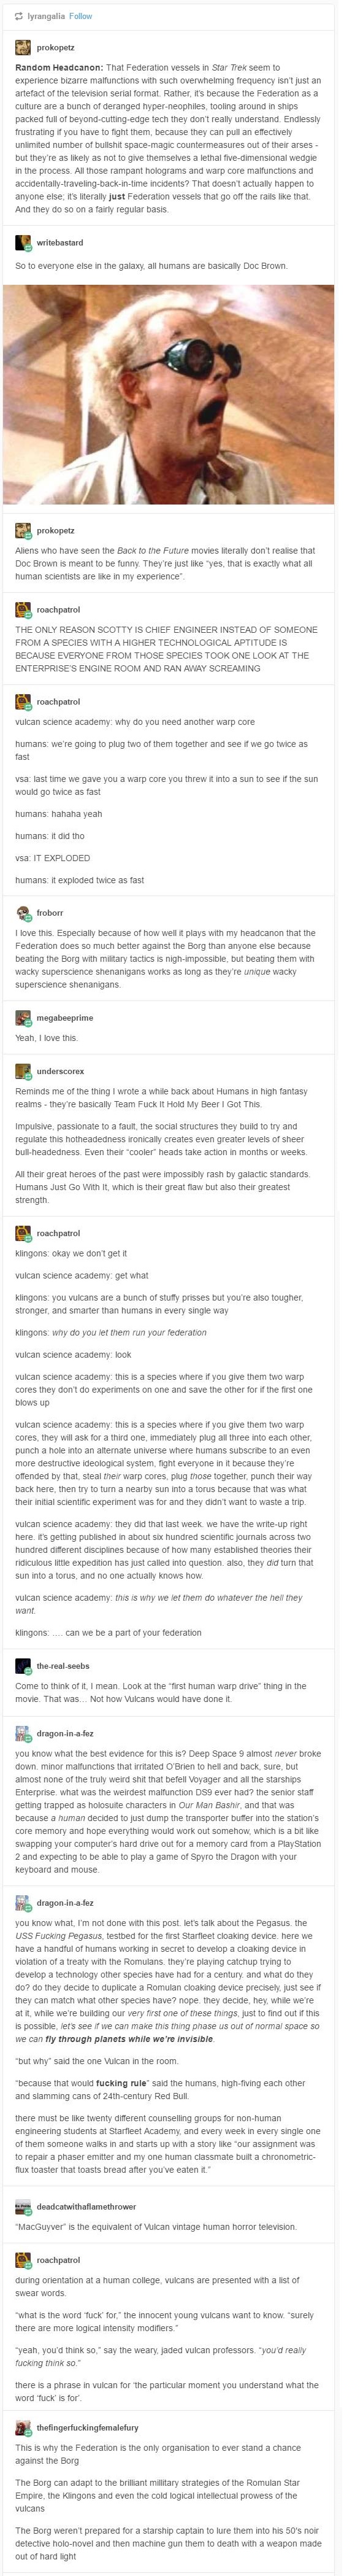 lyrangalia Follow
prokopetz
Random Headcanon: That Federation vessels in Star Trek seem to
experience bizarre malfunctions with such overwhelming frequency isn't just an
artefact of the television serial format. Rather, it's because the Federation as a
culture are a bunch of deranged hyper-neophiles, tooling around in ships
packed full of beyond-cutting-edge tech they don't really understand. Endlessly
frustrating if you have to fight them, because they can pull an effectively
unlimited number of bullshit space-magic countermeasures out of their arses -
but they're as likely as not to give themselves a lethal five-dimensional wedgie
in the process. All those rampant holograms and warp core malfunctions and
accidentally-traveling-back-in-time incidents? That doesn't actually happen to
anyone else; it's literally just Federation vessels that go off the rails like that.
And they do so on a fairly regular basis.
writebastard
So to everyone else in the galaxy, all humans are basically Doc Brown.
prokopetz
Aliens who have seen the Back to the Future movies literally don't realise that
Doc Brown is meant to be funny. They're just like "yes, that is exactly what all
human scientists are like in my experience".
roachpatrol
THE ONLY REASON SCOTTY IS CHIEF ENGINEER INSTEAD OF SOMEONE
FROM A SPECIES WITH A HIGHER TECHNOLOGICAL APTITUDE IS
BECAUSE EVERYONE FROM THOSE SPECIES TOOK ONE LOOK AT THE
ENTERPRISE'S ENGINE ROOM AND RAN AWAY SCREAMING
roachpatrol
vulcan science academy: why do you need another warp core
humans: we're going to plug two of them together and see if we go twice as
fast
vsa: last time we gave you a warp core you threw it into a sun to see if the sun
would go twice as fast
humans: hahaha yeah
humans: it did tho
vsa: IT EXPLODED
humans: it exploded twice as fast
froborr
I love this. Especially because of how well it plays with my headcanon that the
Federation does so much better against the Borg than anyone else because
beating the Borg with military tactics is nigh-impossible, but beating them with
wacky superscience shenanigans works as long as they're unique wacky
superscience shenanigans.
megabeeprime
Yeah, I love this.
underscorex
Reminds me of the thing I wrote a while back about Humans in high fantasy
realms - they're basically Team Fuck It Hold My Beer I Got This.
Impulsive, passionate to a fault, the social structures they build to try and
regulate this hotheadedness ironically creates even greater levels of sheer
bull-headedness. Even their "cooler" heads take action in months or weeks.
All their great heroes of the past were impossibly rash by galactic standards.
Humans Just Go With It, which is their great flaw but also their greatest
strength.
roachpatrol
klingons: okay we don't get it
vulcan science academy: get what
klingons: you vulcans are a bunch of stuffy prisses but you're also tougher,
stronger, and smarter than humans in every single way
klingons: why do you let them run your federation
vulcan science academy: look
vulcan science academy: this is a species where if you give them two warp
cores they don't do experiments on one and save the other for if the first one
blows up
vulcan science academy: this is a species where if you give them two warp
cores, they will ask for a third one, immediately plug all three into each other,
punch a hole into an alternate universe where humans subscribe to an even
more destructive ideological system, fight everyone in it because they're
offended by that, steal their warp cores, plug those together, punch their way
back here, then try to turn a nearby sun into a torus because that was what
their initial scientific experiment was for and they didn't want to waste a trip.
vulcan science academy: they did that last week. we have the write-up right
here. it's getting published in about six hundred scientific journals across two
hundred different disciplines because of how many established theories their
ridiculous little expedition has just called into question. also, they did turn that
sun into a torus, and no one actually knows how.
vulcan science academy: this is why we let them do whatever the hell they
want.
klingons: .... can we be a part of your federation
the-real-seebs
Come to think of it, I mean. Look at the "first human warp drive" thing in the
movie. That was... Not how Vulcans would have done it.
dragon-in-a-fez
you know what the best evidence for this is? Deep Space 9 almost never broke
down. minor malfunctions that irritated O'Brien to hell and back, sure, but
almost none of the truly weird shit that befell Voyager and all the starships
Enterprise. what was the weirdest malfunction DS9 ever had? the senior staff
getting trapped as holosuite characters in Our Man Bashir, and that was
because a human decided to just dump the transporter buffer into the station's
core memory and hope everything would work out somehow, which is a bit like
swapping your computer's hard drive out for a memory card from a PlayStation
2 and expecting to be able to play a game of Spyro the Dragon with your
keyboard and mouse.
dragon-in-a-fez
you know what, I'm not done with this post. let's talk about the Pegasus. the
USS Fucking Pegasus, testbed for the first Starfleet cloaking device. here we
have a handful of humans working in secret to develop a cloaking device in
violation of a treaty with the Romulans. they're playing catchup trying to
develop a technology other species have had for a century. and what do they
do? do they decide to duplicate a Romulan cloaking device precisely, just see if
they can match what other species have? nope. they decide, hey, while we're
at it, while we're building our very first one of these things, just to find out if this
is possible, let's see if we can make this thing phase us out of normal space so
we can fly through planets while we're invisible.
"but why" said the one Vulcan in the room.
"because that would fucking rule" said the humans, high-fiving each other
and slamming cans of 24th-century Red Bull.
there must be like twenty different counselling groups for non-human
engineering students at Starfleet Academy, and every week in every single one
of them someone walks in and starts up with a story like "our assignment was
to repair a phaser emitter and my one human classmate built a chronometric-
flux toaster that toasts bread after you've eaten it."
deadcatwithaflamethrower
"MacGuyver" is the equivalent of Vulcan vintage human horror television.
roachpatrol
during orientation at a human college, vulcans are presented with a list of
swear words.
"what is the word 'fuck' for," the innocent young vulcans want to know. "surely
there are more logical intensity modifiers."
"yeah, you'd think so," say the weary, jaded vulcan professors. "you'd really
fucking think so."
there is a phrase in vulcan for 'the particular moment you understand what the
word 'fuck' is for'.
thefingerfuckingfemalefury
This is why the Federation is the only organisation to ever stand a chance
against the Borg
The Borg can adapt to the brilliant millitary strategies of the Romulan Star
Empire, the Klingons and even the cold logical intellectual prowess of the
vulcans
The Borg weren't prepared for a starship captain to lure them into his 50's noir
detective holo-novel and then machine gun them to death with a weapon made
out of hard light